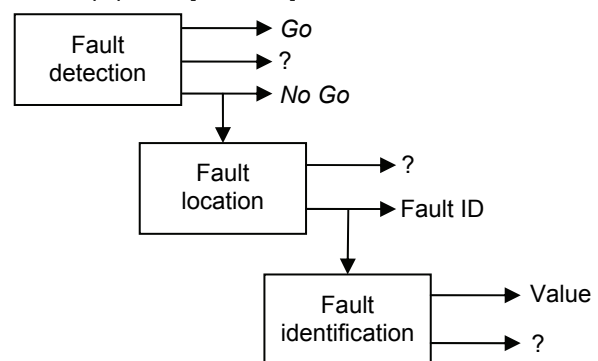 Fault
detection
Go
?
No Go
Fault
location
?
Fault ID
Fault
identification
Value
?